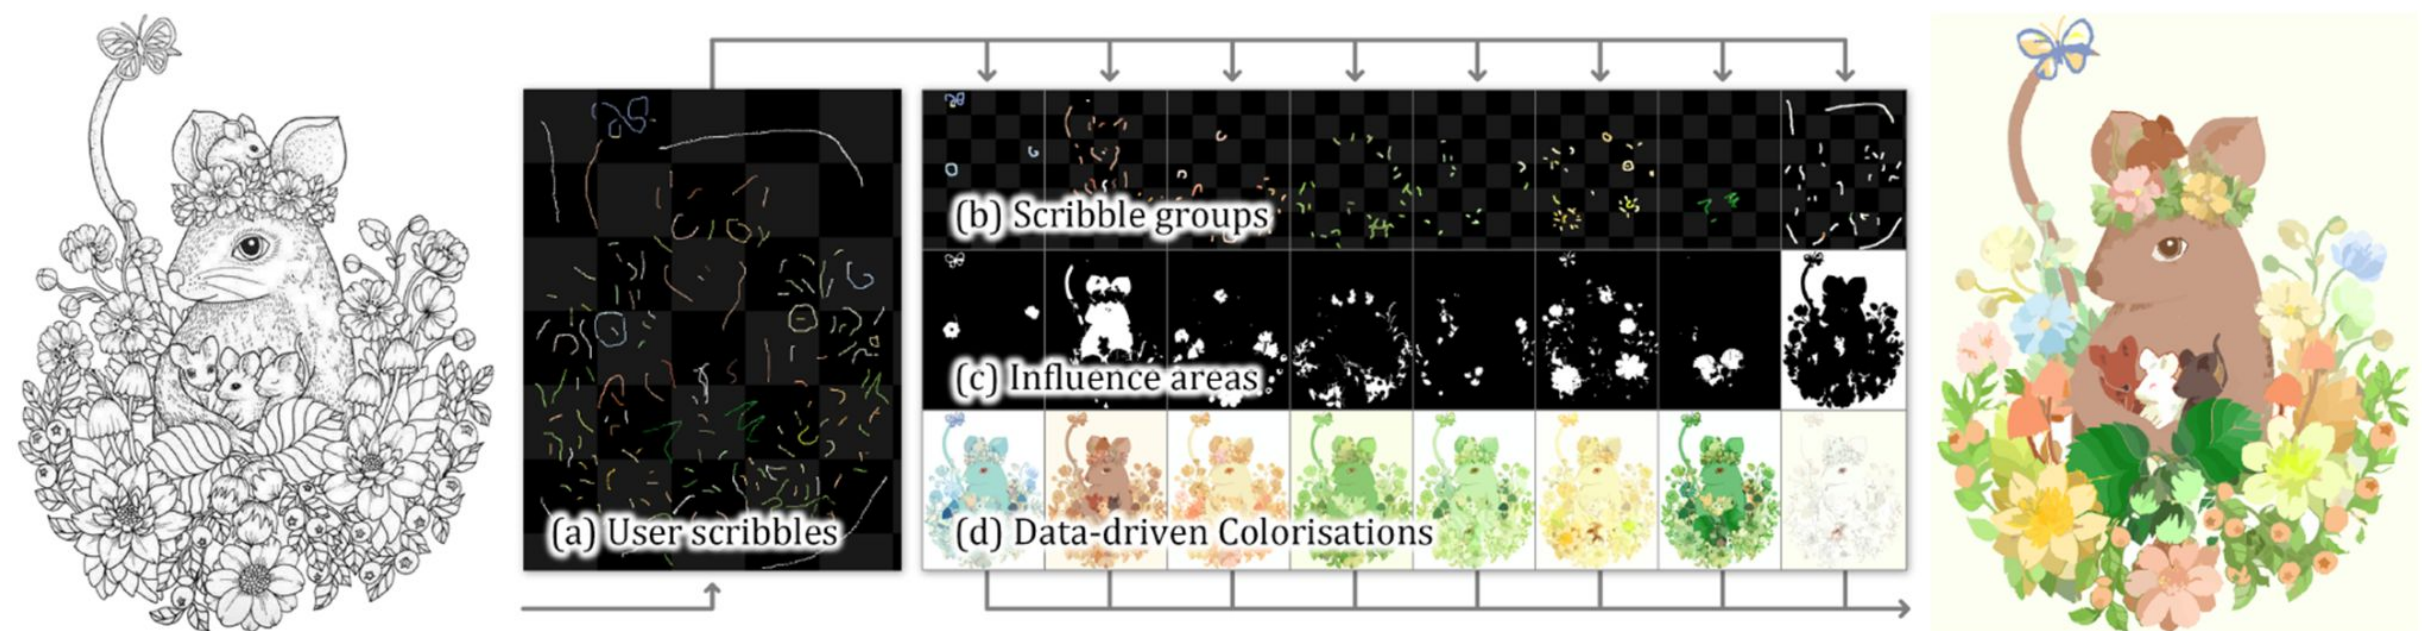 (b) Scribble groups
(c) Influence areas
(a) User scribbles
(d) Data-driven Colorisations